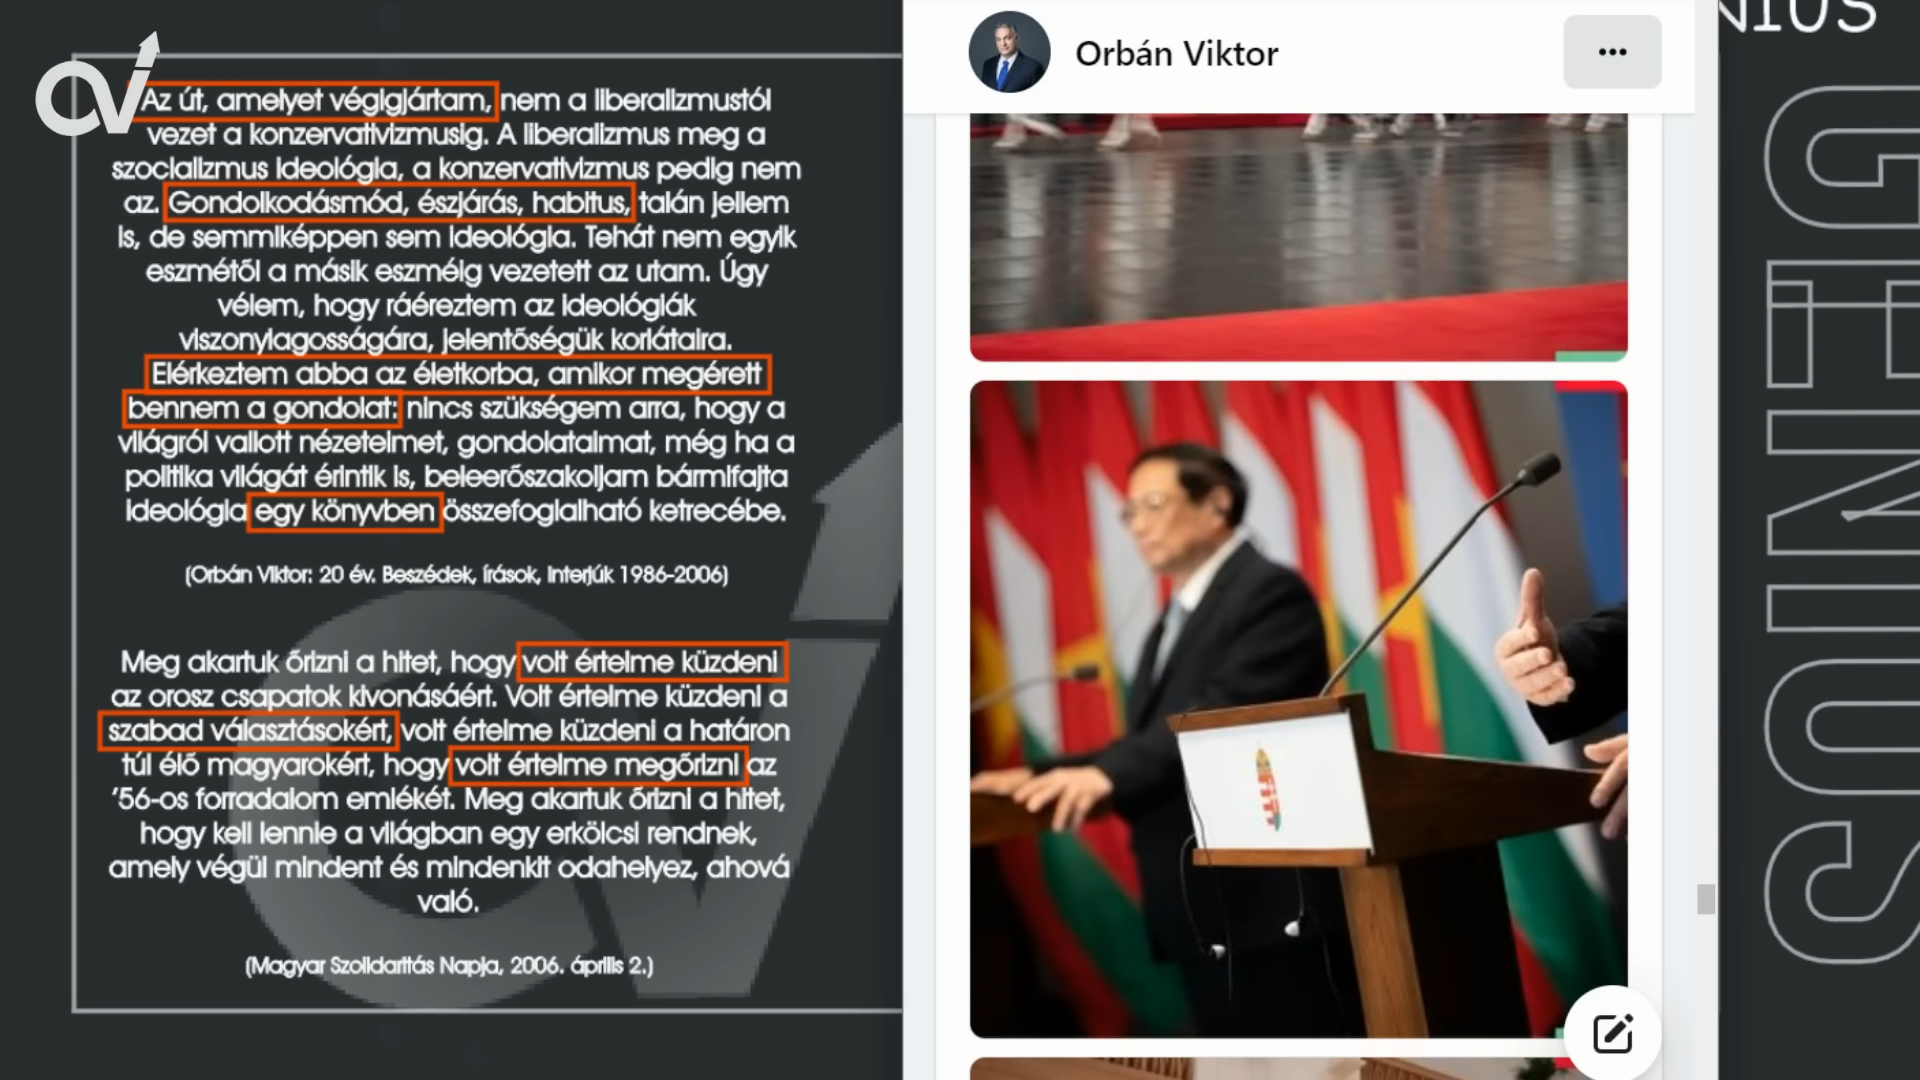 OV
Az út, amelyet végigjártam, nem a liberalizmustól
vezet a konzervativizmusig. A liberalizmus meg a
szocializmus ideológia, a konzervativizmus pedig nem
az. Gondolkodásmód, észjárás, habitus, talán jellem
is, de semmiképpen sem ideológia. Tehát nem egyik
eszmétől a másik eszméig vezetett az utam. Úgy
vélem, hogy ráéreztem az ideológiák
viszonylagosságára, jelentőségük korlátaira.
Elérkeztem abba az életkorba, amikor megérett
bennem a gondolat: nincs szükségem arra, hogy a
világról vallott nézeteimet, gondolataimat, még ha a
politika világát érintik is, beleerőszakoljam bármifajta
ideológia egy könyvben összefoglalható ketrecébe.
(Orbán Viktor: 20 év. Beszédek, írások, interjúk 1986-2006)
Meg akartuk őrizni a hitet, hogy volt értelme küzdeni
az orosz csapatok kivonásáért. Volt értelme küzdeni a
szabad választásokért, volt értelme küzdeni a határon
túl élő magyarokért, hogy volt értelme megőrizni az
'56-os forradalom emlékét. Meg akartuk őrizni a hitet,
hogy kell lennie a világban egy erkölcsi rendnek,
amely végül mindent és mindenkit odahelyez, ahová
való.
(Magyar Szolidaritás Napja, 2006. április 2.)
Orbán Viktor
NIUS
GENIUS